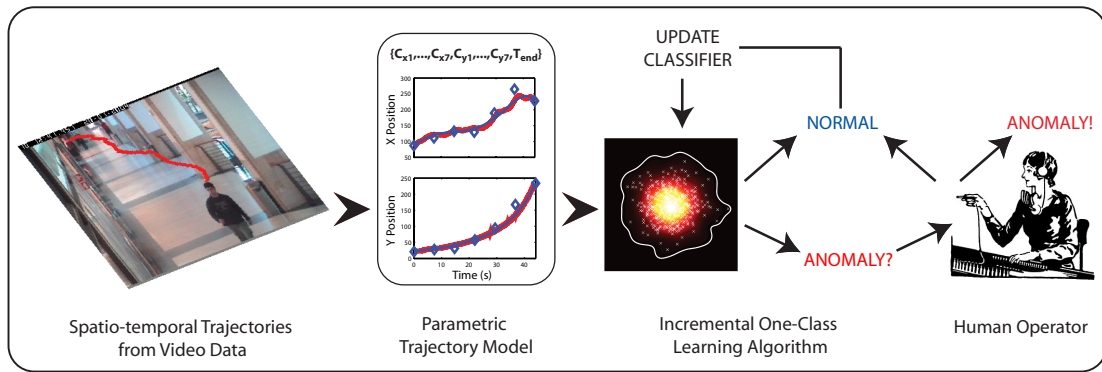 {Cx1,...,Cx7,Cy1,...,Cy7,Tend}
300
250
200
150
100
50
X Position
250
200
150
100
50
0
Y Position
0
20
40
Time (s)
UPDATE
CLASSIFIER
NORMAL
ANOMALY!
ANOMALY?
Spatio-temporal Trajectories
from Video Data
Parametric
Trajectory Model
Incremental One-Class
Learning Algorithm
Human Operator